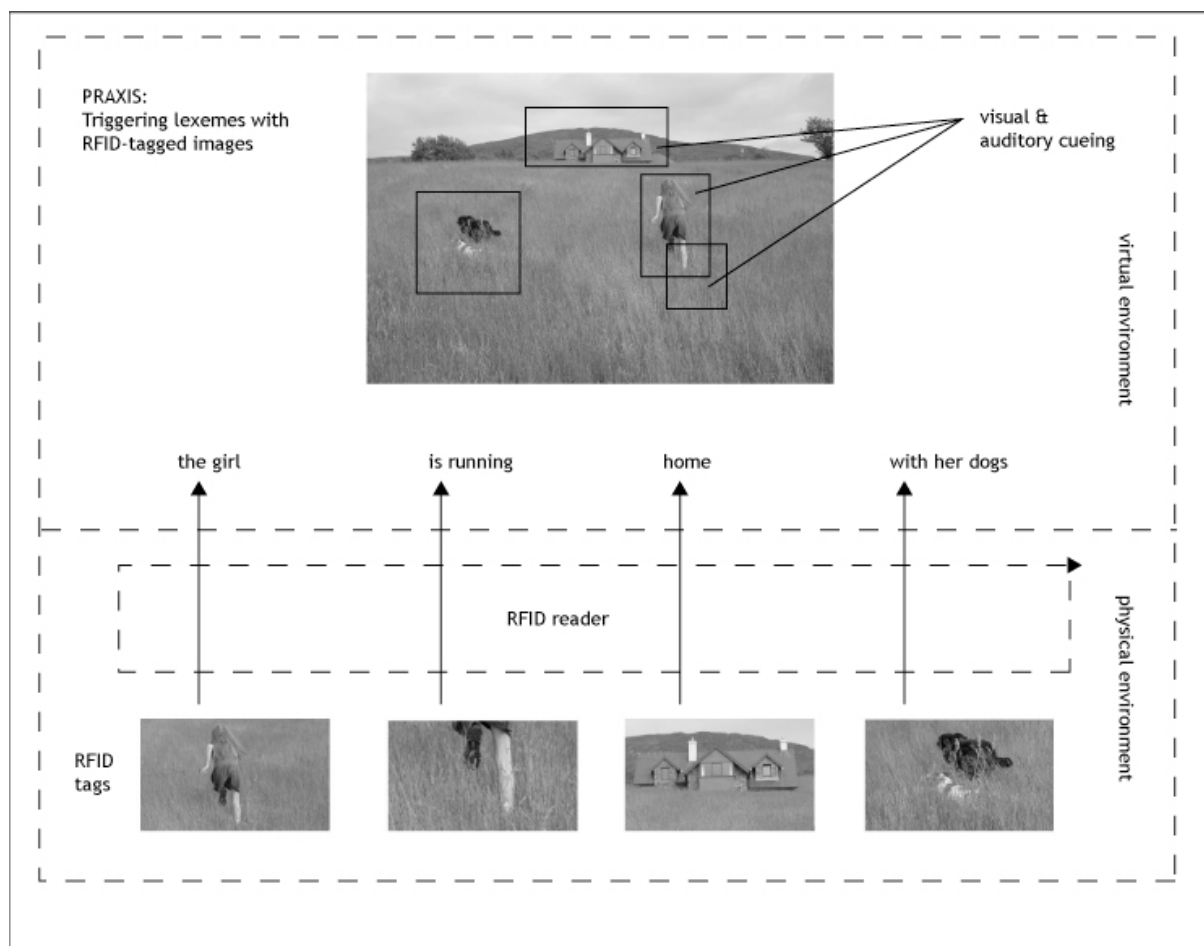 PRAXIS:
Triggering lexemes with
RFID-tagged images
visual &
auditory cueing
virtual environment
the girl
is running
home
with her dogs
RFID reader
physical environment
RFID
tags